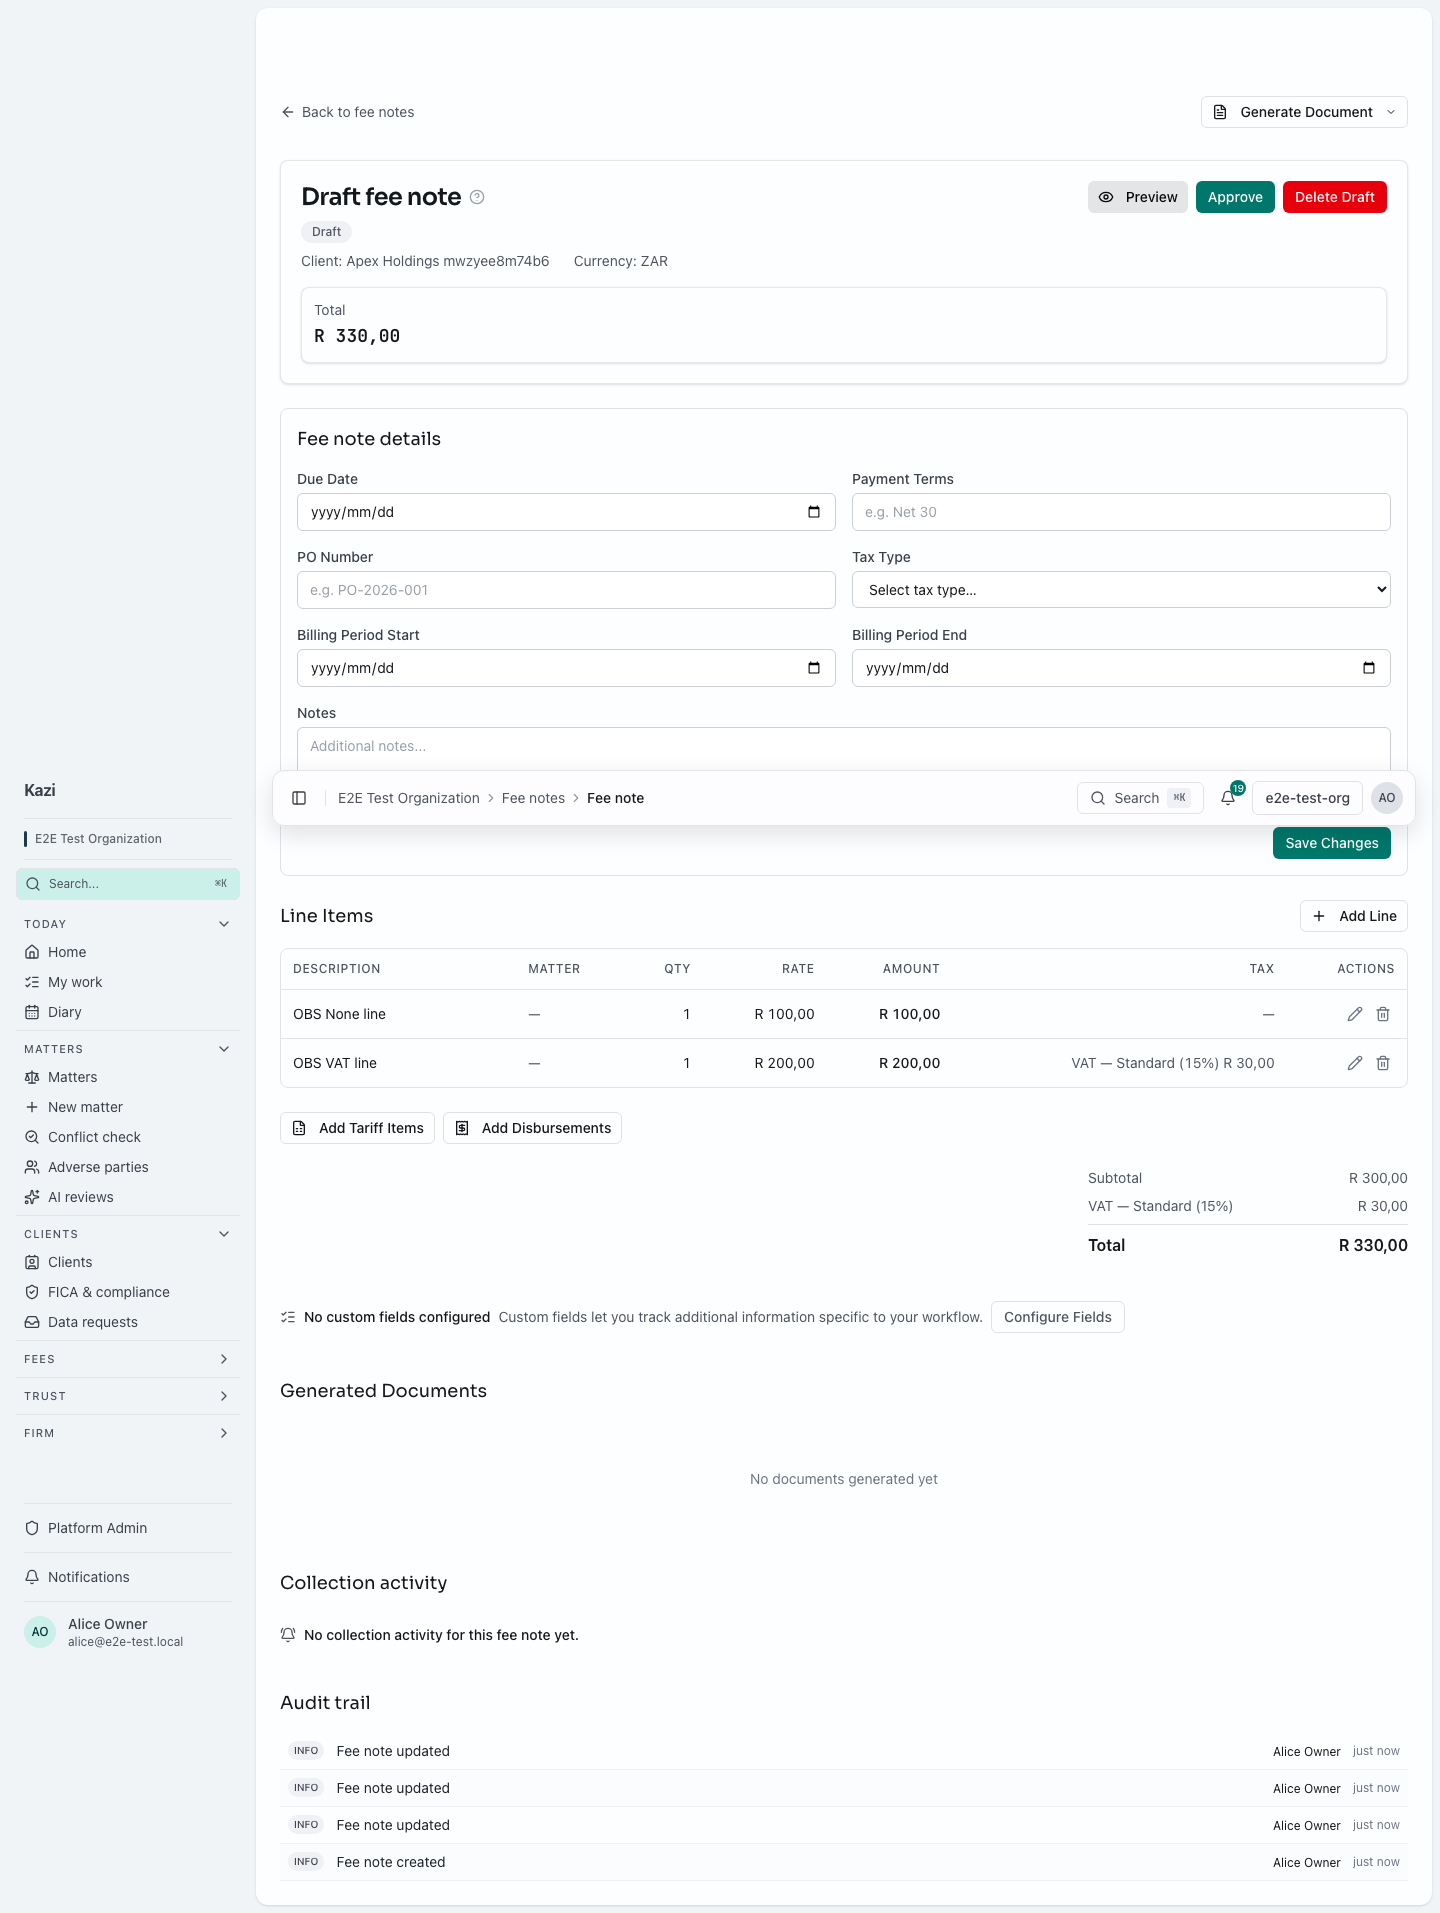 Back to fee notes
Generate Document
Draft fee note
Preview
Approve
Delete Draft
Draft
Client: Apex Holdings mwzyee8m74b6 Currency: ZAR
Total
R 330,00
Fee note details
Due Date
Payment Terms
yyyy/mm/dd
e.g. Net 30
PO Number
Tax Type
e.g. PO-2026-001
Select tax type...
Billing Period Start
Billing Period End
yyyy/mm/dd
yyyy/mm/dd
Notes
Additional notes...
E2E Test Organization > Fee notes > Fee note
Search ⌘K
19
e2e-test-org
AO
Save Changes
Line Items
Add Line
DESCRIPTION MATTER QTY RATE AMOUNT TAX ACTIONS
OBS None line — 1 R 100,00 R 100,00 —
OBS VAT line — 1 R 200,00 R 200,00 VAT — Standard (15%) R 30,00
Add Tariff Items
Add Disbursements
Subtotal R 300,00
VAT — Standard (15%) R 30,00
Total R 330,00
No custom fields configured Custom fields let you track additional information specific to your workflow. Configure Fields
Generated Documents
No documents generated yet
Collection activity
No collection activity for this fee note yet.
Audit trail
INFO Fee note updated Alice Owner just now
INFO Fee note updated Alice Owner just now
INFO Fee note updated Alice Owner just now
INFO Fee note created Alice Owner just now
Kazi
E2E Test Organization
Search... ⌘K
TODAY
Home
My work
Diary
MATTERS
Matters
New matter
Conflict check
Adverse parties
AI reviews
CLIENTS
Clients
FICA & compliance
Data requests
FEES
TRUST
FIRM
Platform Admin
Notifications
AO
Alice Owner
alice@e2e-test.local